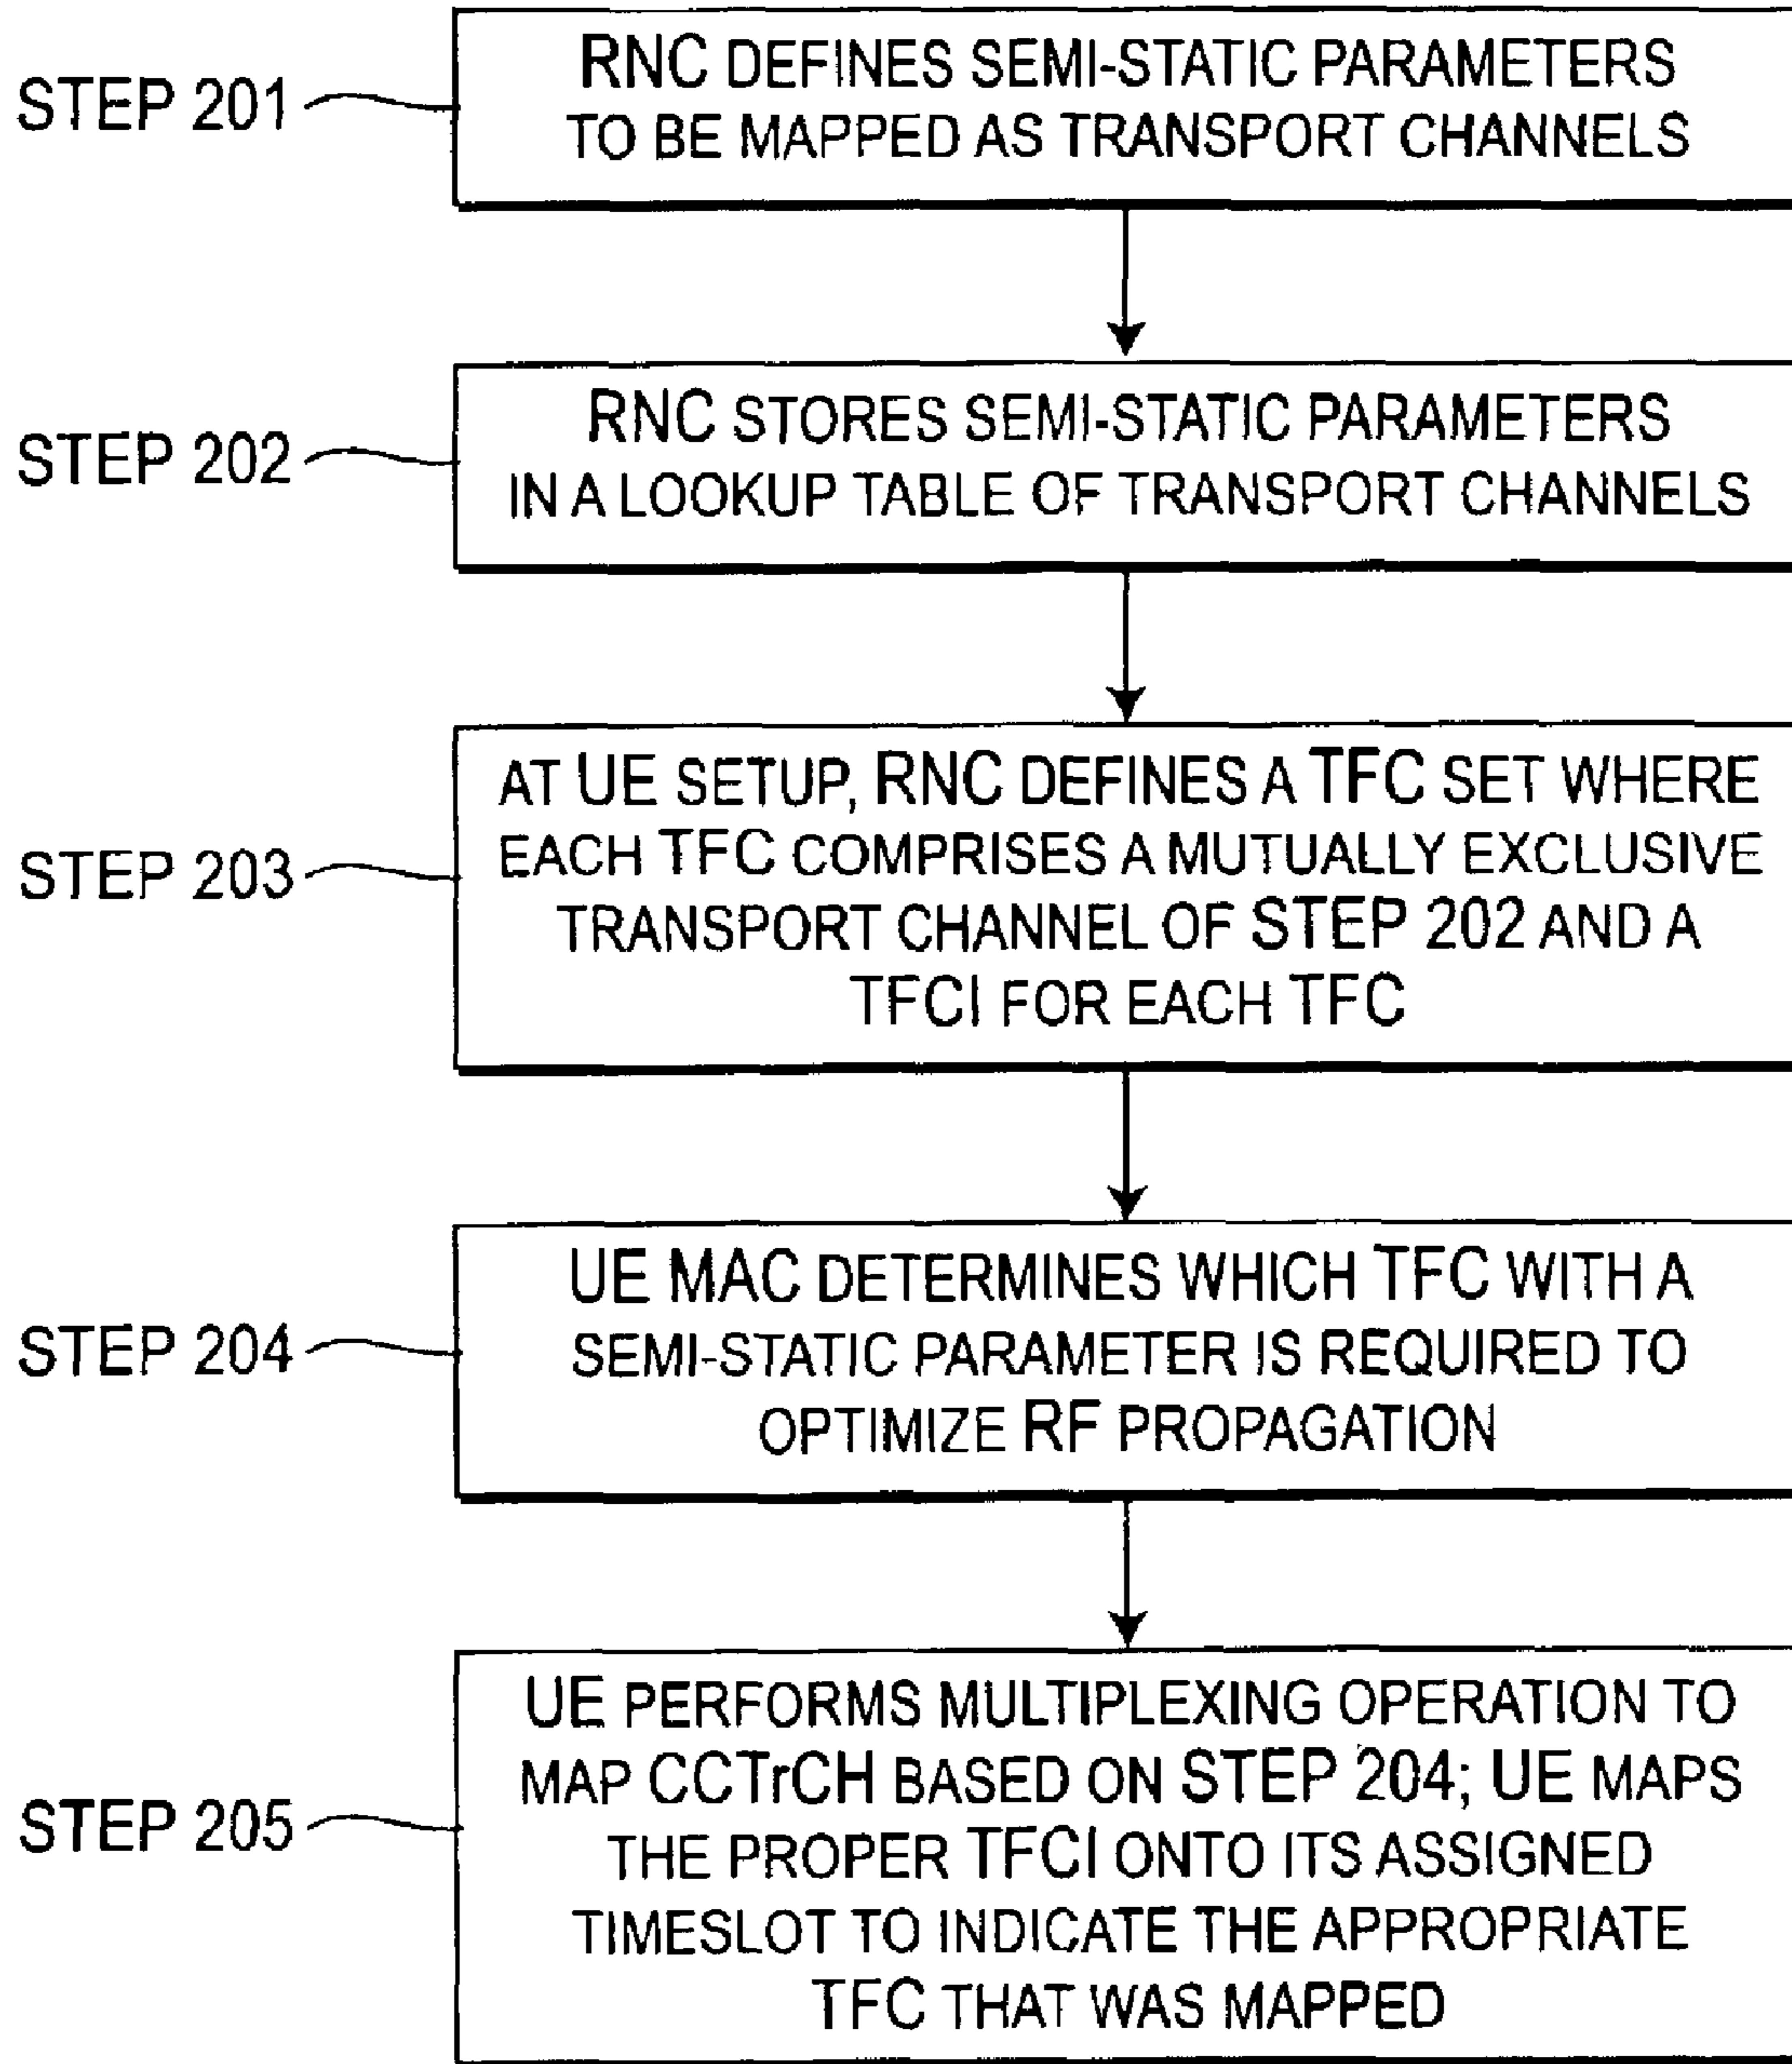 STEP 201
RNC DEFINES SEMI-STATIC PARAMETERS
TO BE MAPPED AS TRANSPORT CHANNELS
STEP 202
RNC STORES SEMI-STATIC PARAMETERS
IN A LOOKUP TABLE OF TRANSPORT CHANNELS
STEP 203
AT UE SETUP, RNC DEFINES A TFC SET WHERE
EACH TFC COMPRISES A MUTUALLY EXCLUSIVE
TRANSPORT CHANNEL OF STEP 202 AND A
TFCI FOR EACH TFC
STEP 204
UE MAC DETERMINES WHICH TFC WITH A
SEMI-STATIC PARAMETER IS REQUIRED TO
OPTIMIZE RF PROPAGATION
STEP 205
UE PERFORMS MULTIPLEXING OPERATION TO
MAP CCTrCH BASED ON STEP 204; UE MAPS
THE PROPER TFCI ONTO ITS ASSIGNED
TIMESLOT TO INDICATE THE APPROPRIATE
TFC THAT WAS MAPPED